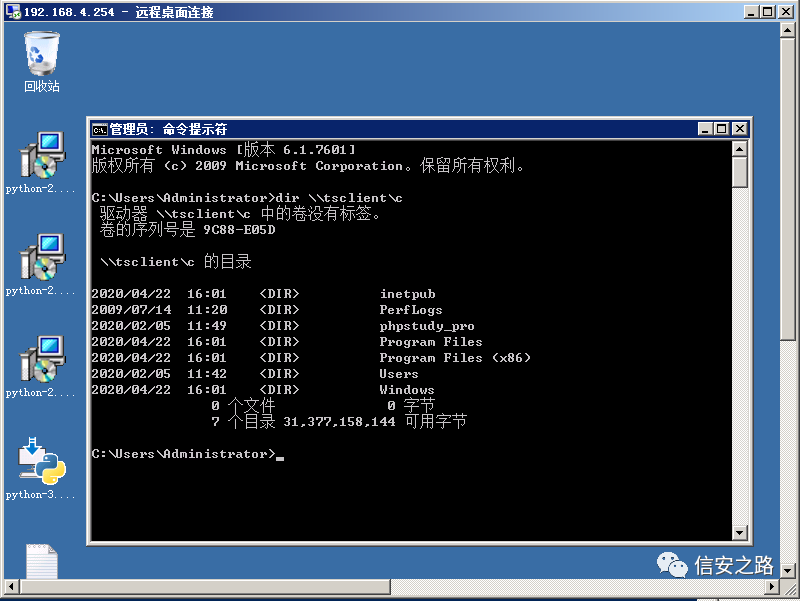 192.168.4.254 - 远程桌面连接
回收站
python-2....
python-2....
python-2....
python-3....
管理员: 命令提示符
Microsoft Windows [版本 6.1.7601]
版权所有 (c) 2009 Microsoft Corporation。保留所有权利。
C:\Users\Administrator>dir \\tsclient\c
驱动器 \\tsclient\c 中的卷没有标签。
卷的序列号是 9C88-E05D
\\tsclient\c 的目录
2020/04/22  16:01    <DIR>          inetpub
2009/07/14  11:20    <DIR>          PerfLogs
2020/02/05  11:49    <DIR>          phpstudy_pro
2020/04/22  16:01    <DIR>          Program Files
2020/04/22  16:01    <DIR>          Program Files (x86)
2020/02/05  11:42    <DIR>          Users
2020/04/22  16:01    <DIR>          Windows
0 个文件              0 字节
7 个目录 31,377,158,144 可用字节
C:\Users\Administrator>_
信安之路